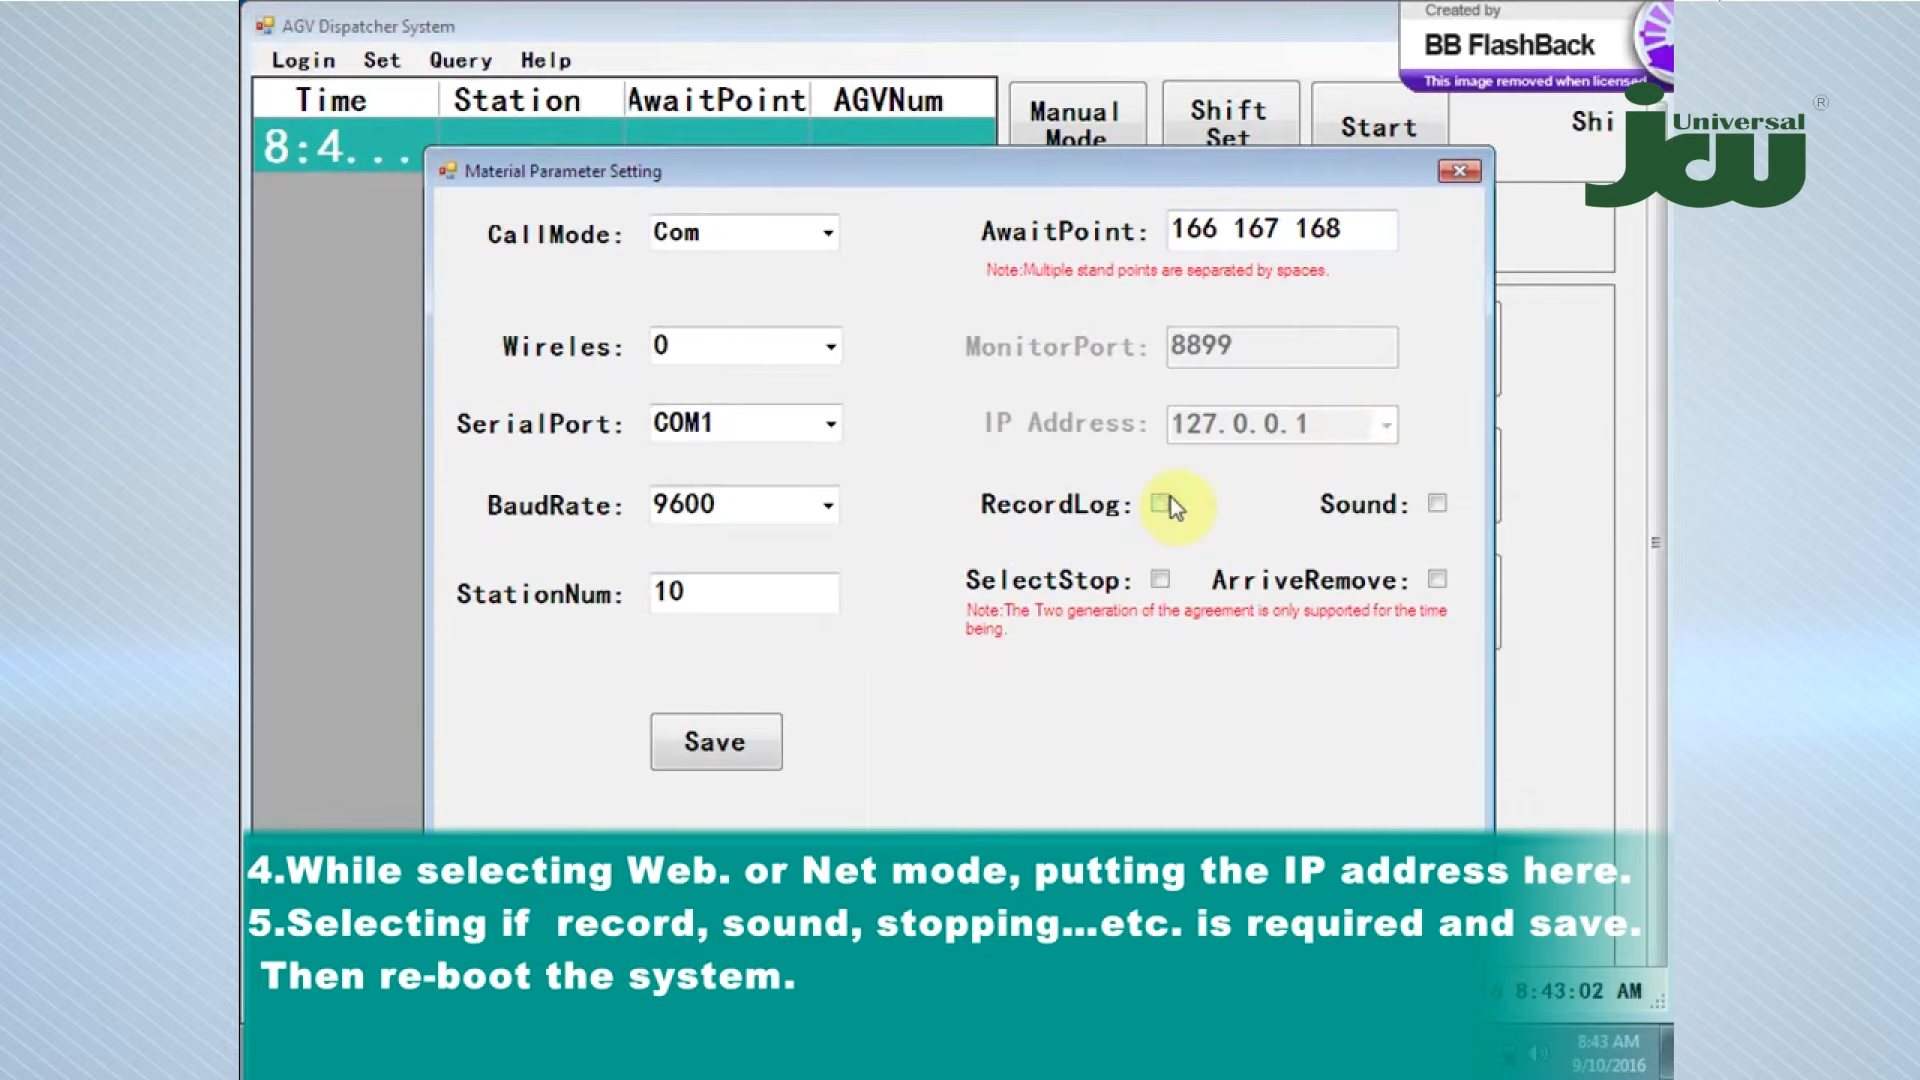 AGV Dispatcher System
Created by
BB FlashBack
This image removed when licensed
Login Set Query Help
Time Station AwaitPoint AGVNum
8:4...
Manual Mode
Shift Set
Start
Shi
Universal
jdw
®
Material Parameter Setting
CallMode: Com
AwaitPoint: 166 167 168
Note:Multiple stand points are separated by spaces.
Wireles: 0
MonitorPort: 8899
SerialPort: COM1
IP Address: 127.0.0.1
BaudRate: 9600
RecordLog:
Sound:
StationNum: 10
SelectStop:
ArriveRemove:
Note:The Two generation of the agreement is only supported for the time
being.
Save
4.While selecting Web. or Net mode, putting the IP address here.
5.Selecting if record, sound, stopping...etc. is required and save.
Then re-boot the system.
8:43:02 AM
8:43 AM
9/10/2016